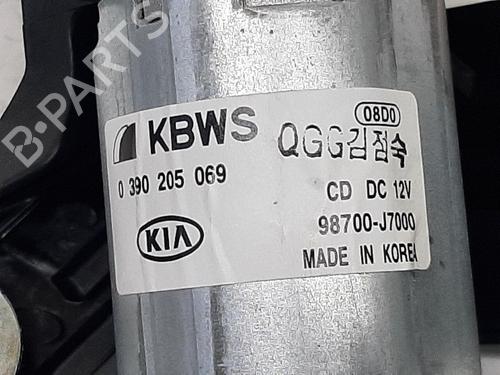 B-PARTS
08D0
KBWS QGG김점숙
0 390 205 069 CD DC 12V
KIA 98700-J7000
MADE IN KOREA